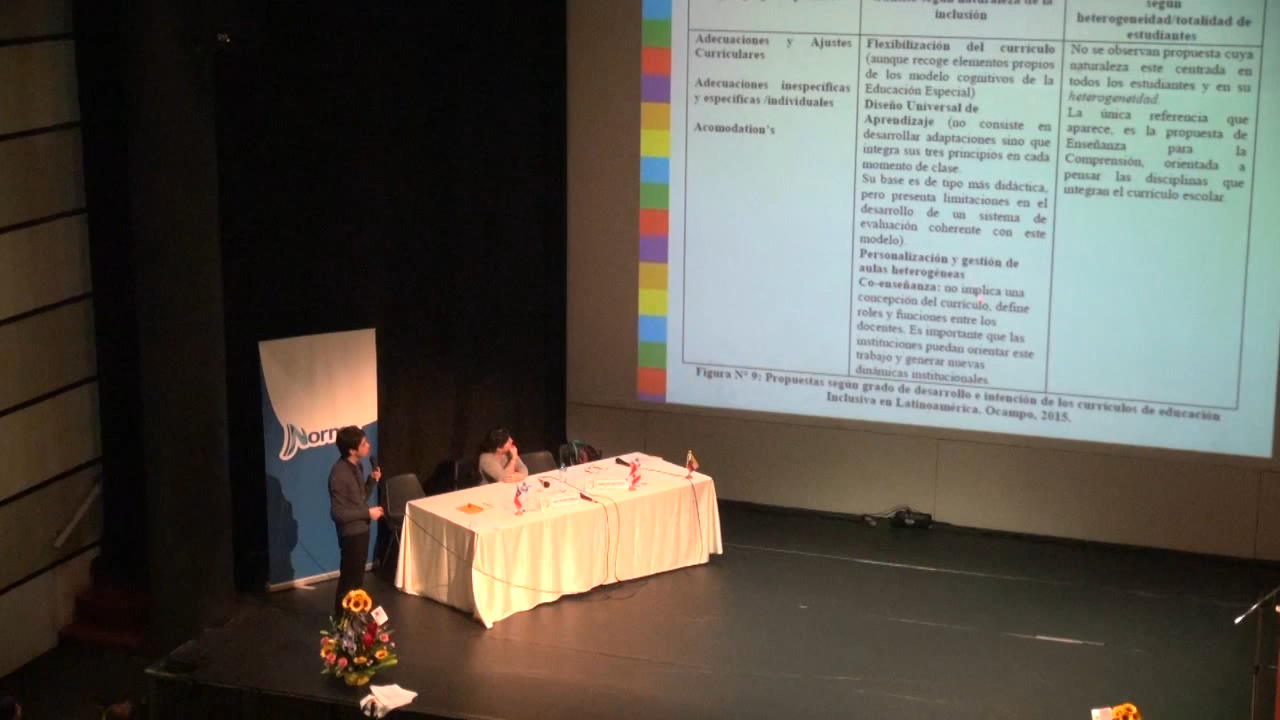 inclusión
según
heterogeneidad/totalidad de
estudiantes
Adecuaciones y Ajustes
Curriculares
Adecuaciones inespecíficas
y específicas /individuales
Acomodation's
Flexibilización del currículo
(aunque recoge elementos propios
de los modelo cognitivos de la
Educación Especial)
Diseño Universal de
Aprendizaje (no consiste en
desarrollar adaptaciones sino que
integra sus tres principios en cada
momento de clase.
Su base es de tipo más didáctica,
pero presenta limitaciones en el
desarrollo de un sistema de
evaluación coherente con este
modelo).
Personalización y gestión de
aulas heterogéneas
Co-enseñanza: no implica una
concepción del currículo, define
roles y funciones entre los
docentes. Es importante que las
instituciones puedan orientar este
trabajo y generar nuevas
dinámicas institucionales.
No se observan propuesta cuya
naturaleza este centrada en
todos los estudiantes y en su
heterogeneidad.
La única referencia que
aparece, es la propuesta de
Enseñanza para la
Comprensión, orientada a
pensar las disciplinas que
integran el currículo escolar.
Figura N° 9: Propuestas según grado de desarrollo e intención de los currículos de educación
Inclusiva en Latinoamérica. Ocampo, 2015.